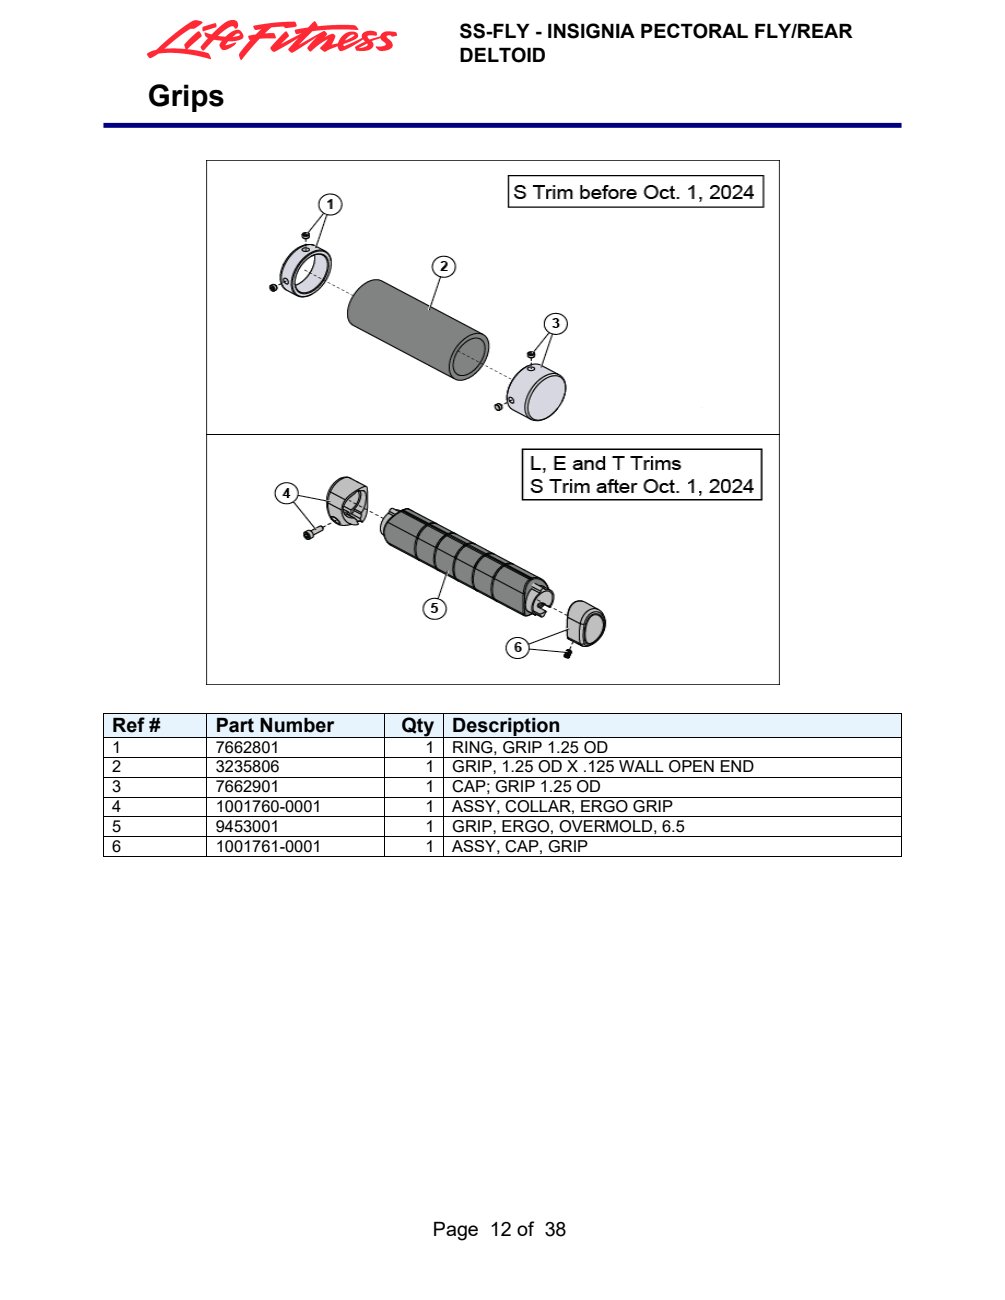 Life Fitness
SS-FLY - INSIGNIA PECTORAL FLY/REAR
DELTOID
Grips
S Trim before Oct. 1, 2024
1
2
3
L, E and T Trims
S Trim after Oct. 1, 2024
4
5
6
Ref # Part Number Qty Description
1 7662801 1 RING, GRIP 1.25 OD
2 3235806 1 GRIP, 1.25 OD X .125 WALL OPEN END
3 7662901 1 CAP; GRIP 1.25 OD
4 1001760-0001 1 ASSY, COLLAR, ERGO GRIP
5 9453001 1 GRIP, ERGO, OVERMOLD, 6.5
6 1001761-0001 1 ASSY, CAP, GRIP
Page 12 of 38